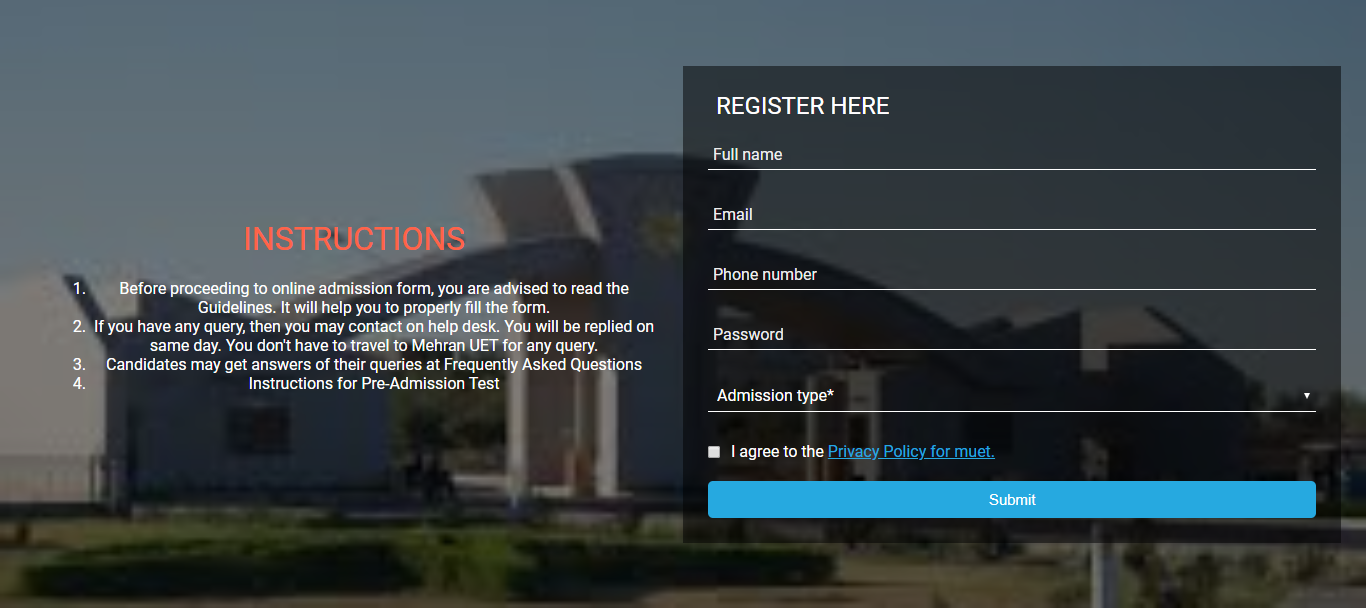 INSTRUCTIONS
1. Before proceeding to online admission form, you are advised to read the
Guidelines. It will help you to properly fill the form.
2. If you have any query, then you may contact on help desk. You will be replied on
same day. You don't have to travel to Mehran UET for any query.
3. Candidates may get answers of their queries at Frequently Asked Questions
4. Instructions for Pre-Admission Test
REGISTER HERE
Full name
Email
Phone number
Password
Admission type*
I agree to the Privacy Policy for muet.
Submit